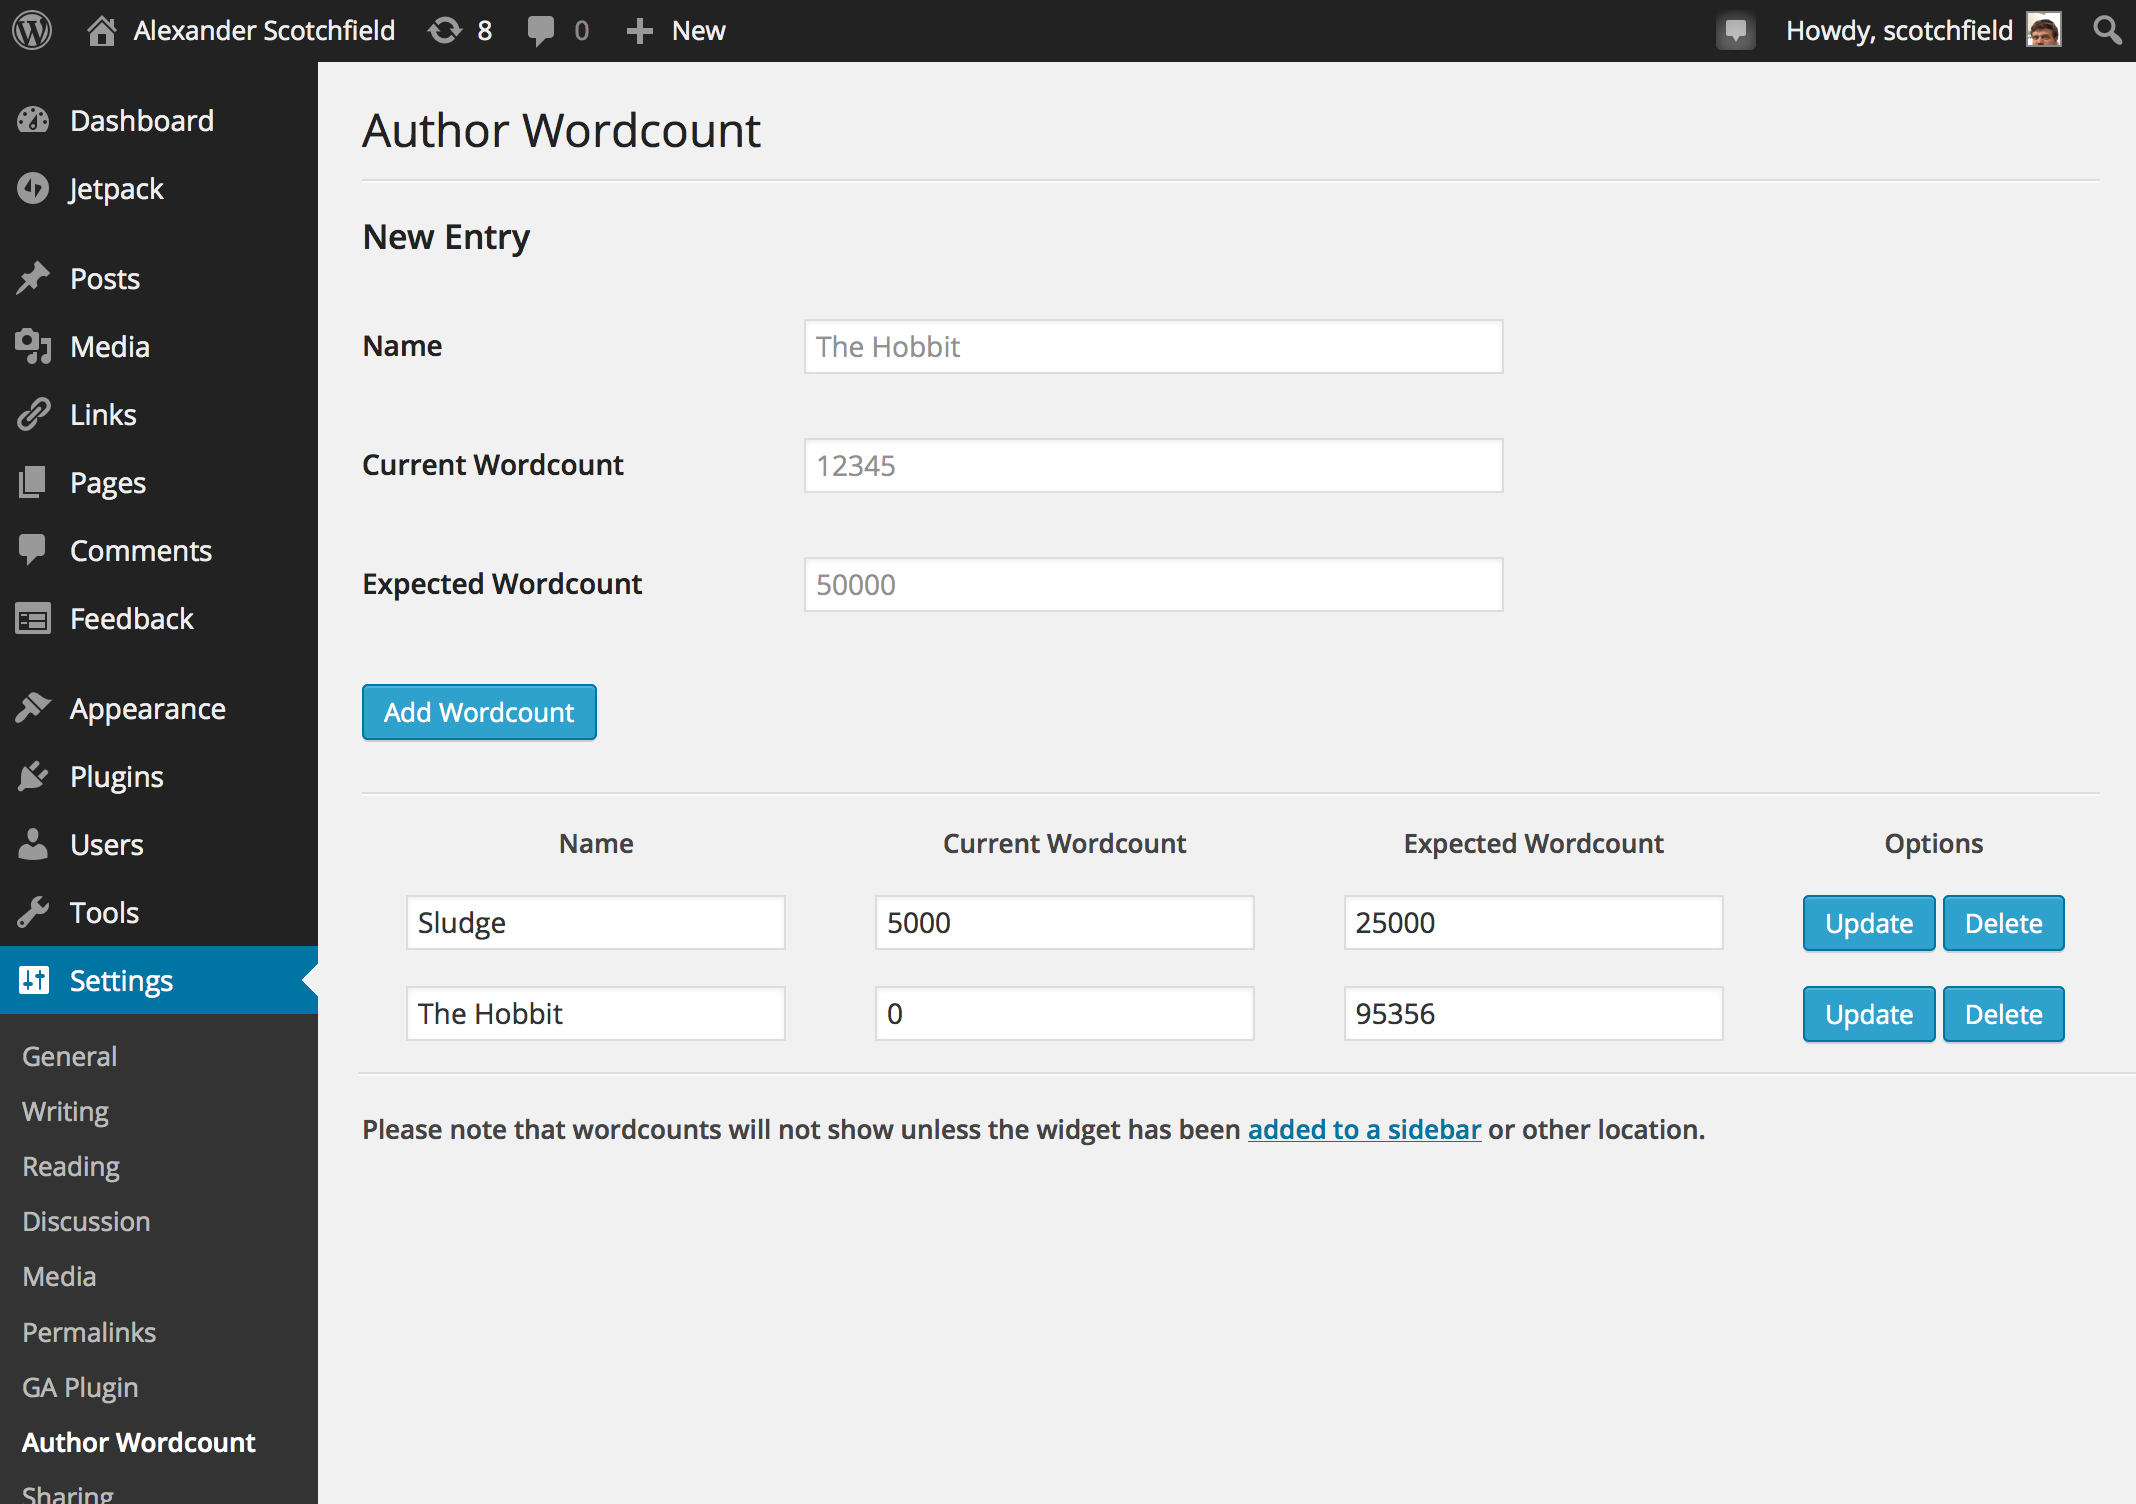 Alexander Scotchfield 8 0 New Howdy, scotchfield
Dashboard
Jetpack
Posts
Media
Links
Pages
Comments
Feedback
Appearance
Plugins
Users
Tools
Settings
General
Writing
Reading
Discussion
Media
Permalinks
GA Plugin
Author Wordcount
Sharing
Author Wordcount
New Entry
Name The Hobbit
Current Wordcount 12345
Expected Wordcount 50000
Add Wordcount
Name Current Wordcount Expected Wordcount Options
Sludge 5000 25000 Update Delete
The Hobbit 0 95356 Update Delete
Please note that wordcounts will not show unless the widget has been added to a sidebar or other location.